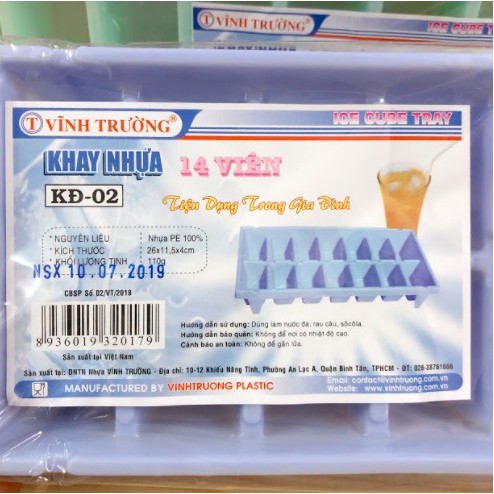 VĨNH TRƯỜNG®
ICE CUBE TRAY
T VĨNH TRƯỜNG®
ICE CUBE TRAY
KHAY NHỰA 14 VIÊN
KĐ-02
Tiện Dụng Trong Gia Đình
. NGUYÊN LIỆU : Nhựa PE 100%
. KÍCH THƯỚC : 26x11,5x4cm
. KHỐI LƯỢNG TỊNH : 110g
NSX 10.07.2019
CBSP Số 02/VT/2018
8 936019 320179
Sản xuất tại Việt Nam
Hướng dẫn sử dụng: Dùng làm nước đá, rau câu, sôcôla.
Hướng dẫn bảo quản: Không để nơi có nhiệt độ cao.
Cảnh báo an toàn: Không để gần lửa.
Sản xuất tại: DNTN Nhựa VĨNH TRƯỜNG - Địa chỉ: 10-12 Khiếu Năng Tĩnh, Phường An Lạc A, Quận Bình Tân, TPHCM - ĐT: 028-38761666
MANUFACTURED BY VINHTRUONG PLASTIC
Email: contact@vinhtruong.com.vn
Website: www.vinhtruong.com.vn